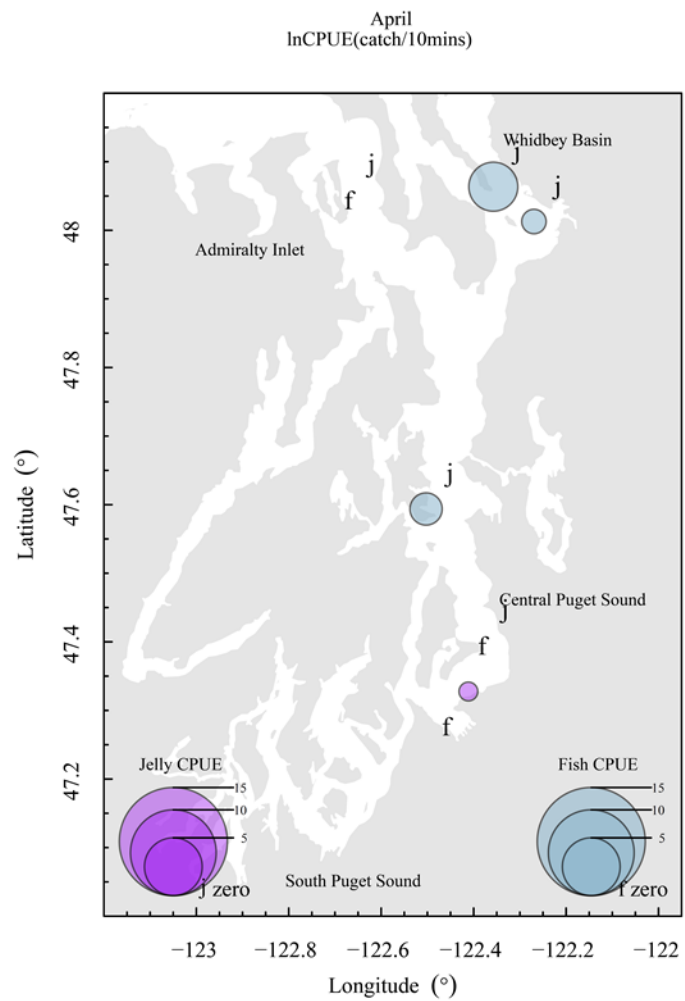 April
lnCPUE(catch/10mins)
Whidbey Basin
j
j
j
f
Admiralty Inlet
j
Central Puget Sound
j
f
f
Jelly CPUE
15
10
5
j zero
Fish CPUE
15
10
5
f zero
South Puget Sound
48
47.8
47.6
47.4
47.2
Latitude (°)
−123
−122.8
−122.6
−122.4
−122.2
−122
Longitude (°)